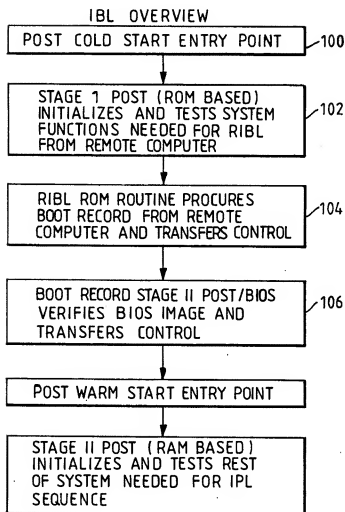 IBL OVERVIEW
POST COLD START ENTRY POINT
100
STAGE 1 POST (ROM BASED)
INITIALIZES AND TESTS SYSTEM
FUNCTIONS NEEDED FOR RIBL
FROM REMOTE COMPUTER
102
RIBL ROM ROUTINE PROCURES
BOOT RECORD FROM REMOTE
COMPUTER AND TRANSFERS CONTROL
104
BOOT RECORD STAGE II POST/BIOS
VERIFIES BIOS IMAGE AND
TRANSFERS CONTROL
106
POST WARM START ENTRY POINT
STAGE II POST (RAM BASED)
INITIALIZES AND TESTS REST
OF SYSTEM NEEDED FOR IPL
SEQUENCE